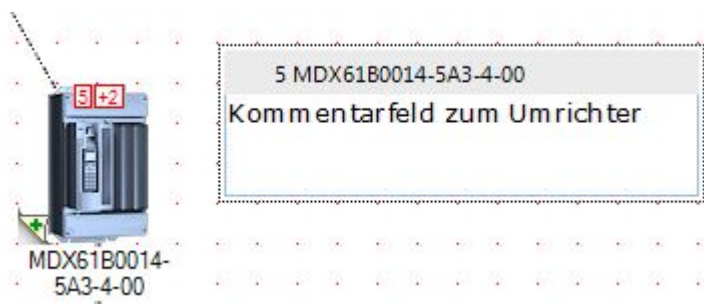 5 +2
5 MDX61B0014-5A3-4-00
Kommentarfeld zum Umrichter
MDX61B0014-
5A3-4-00